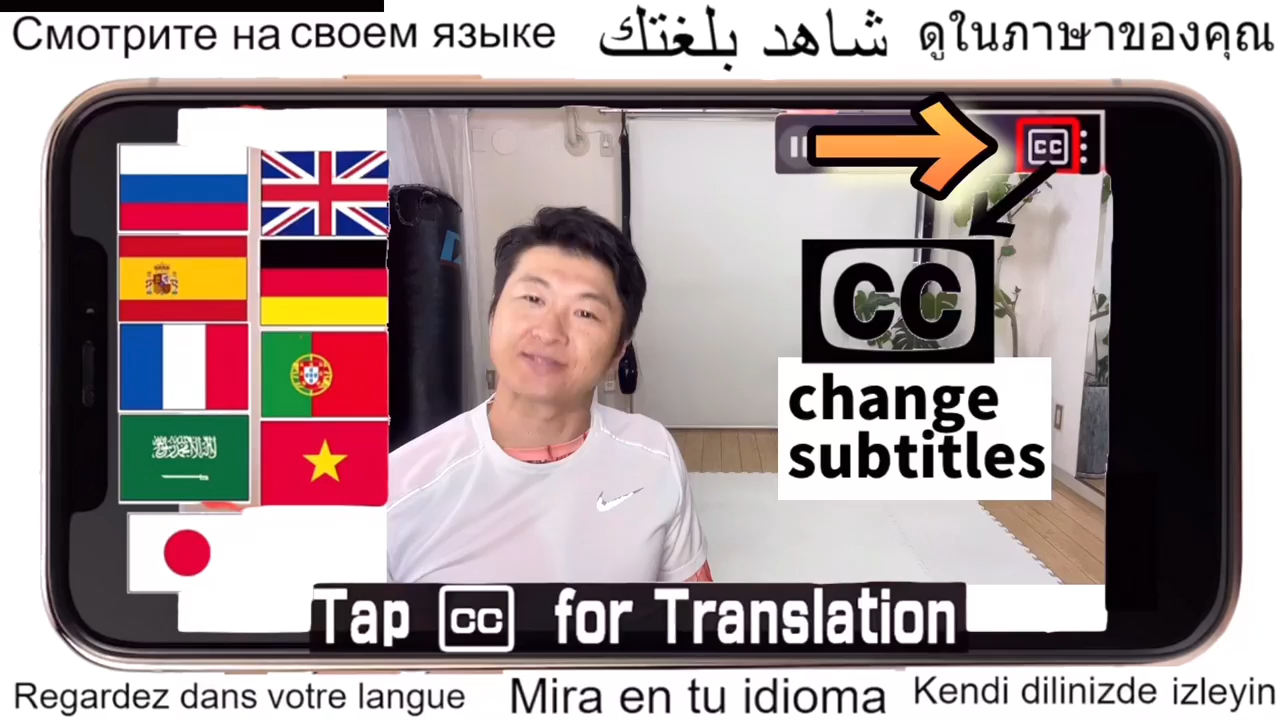 Смотрите на своем языке
شاهد بلغتك
ดูในภาษาของคุณ
CC
CC
change
subtitles
Tap CC for Translation
Regardez dans votre langue
Mira en tu idioma
Kendi dilinizde izleyin